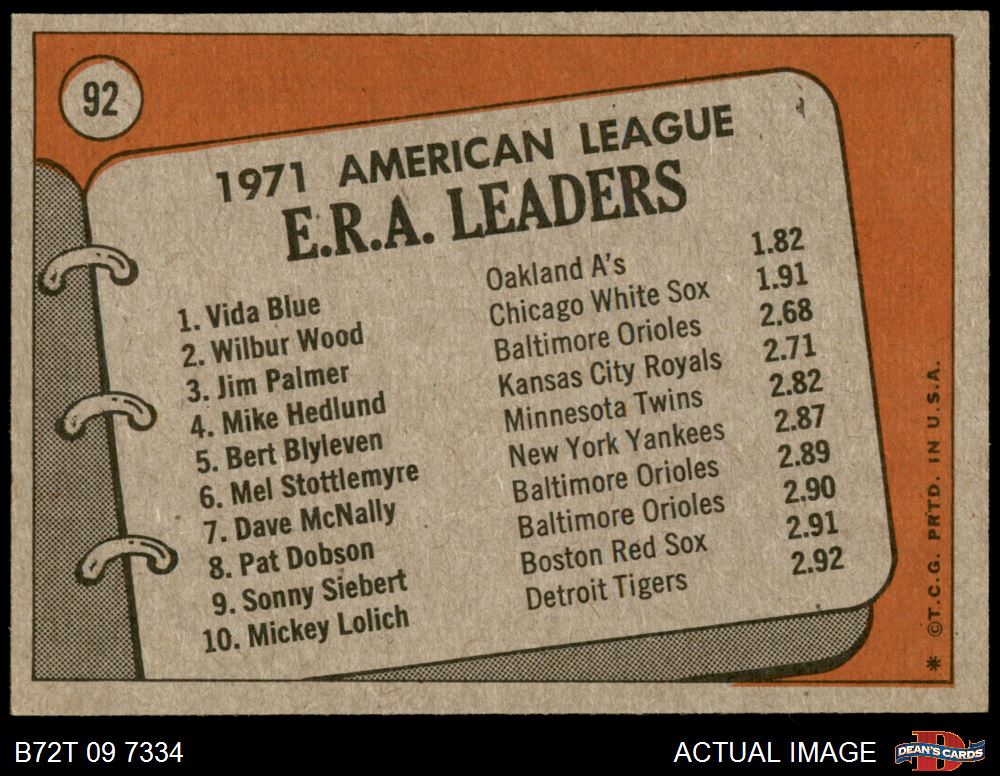 92
1971 AMERICAN LEAGUE
E.R.A. LEADERS
1. Vida Blue Oakland A's 1.82
2. Wilbur Wood Chicago White Sox 1.91
3. Jim Palmer Baltimore Orioles 2.68
4. Mike Hedlund Kansas City Royals 2.71
5. Bert Blyleven Minnesota Twins 2.82
6. Mel Stottlemyre New York Yankees 2.87
7. Dave McNally Baltimore Orioles 2.89
8. Pat Dobson Baltimore Orioles 2.90
9. Sonny Siebert Boston Red Sox 2.91
10. Mickey Lolich Detroit Tigers 2.92
* ©T.C.G. PRTD. IN U.S.A.
B72T 09 7334
ACTUAL IMAGE
DEAN'S CARDS